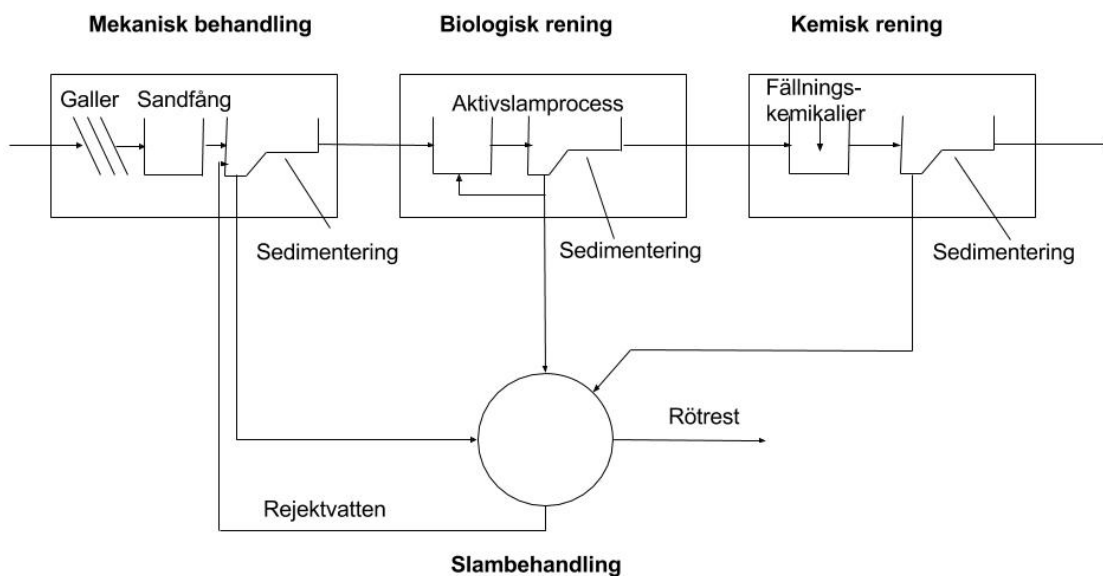 Mekanisk behandling
Biologisk rening
Kemisk rening
Galler
Sandfång
Aktivslamprocess
Fällnings-
kemikalier
Sedimentering
Sedimentering
Sedimentering
Rötrest
Rejektvatten
Slambehandling